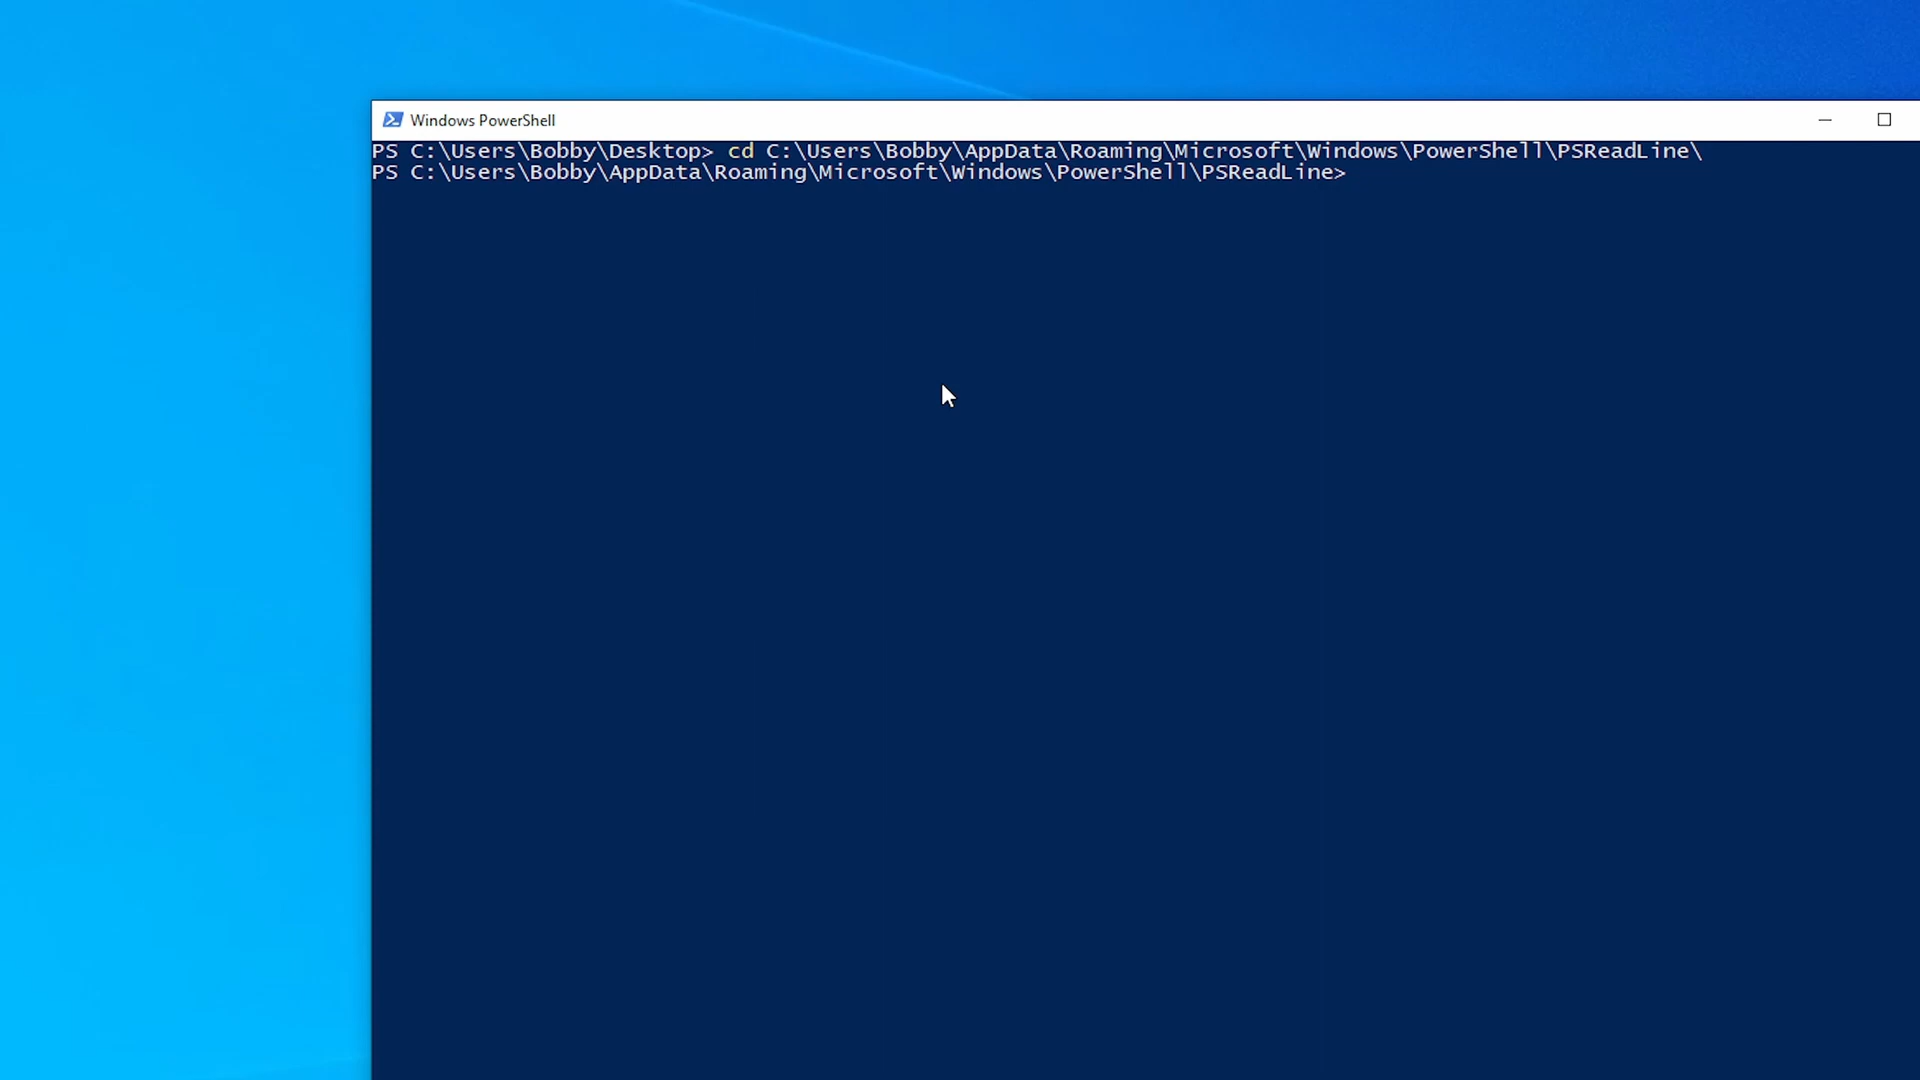 Windows PowerShell
PS C:\Users\Bobby\Desktop> cd C:\Users\Bobby\AppData\Roaming\Microsoft\Windows\PowerShell\PSReadLine\
PS C:\Users\Bobby\AppData\Roaming\Microsoft\Windows\PowerShell\PSReadLine>